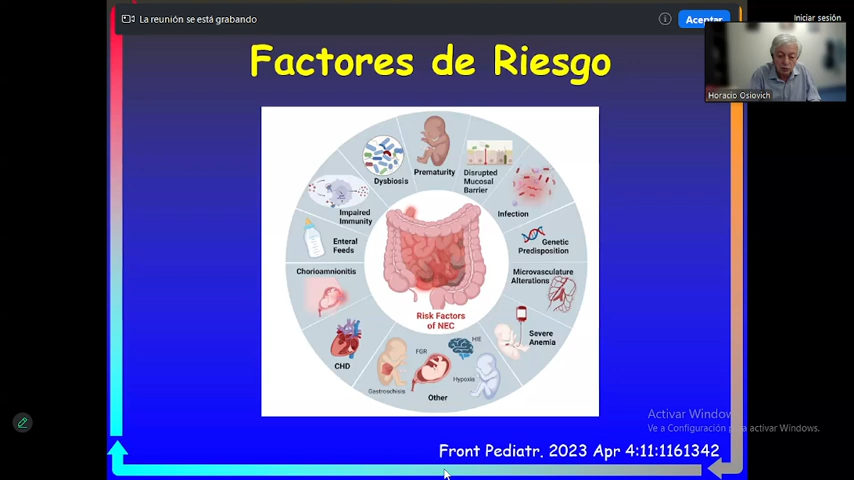 La reunión se está grabando
Aceptar
Iniciar sesión
Horacio Osiovich
Factores de Riesgo
Prematurity
Disrupted
Mucosal
Barrier
Infection
Genetic
Predisposition
Microvasculature
Alterations
Severe
Anemia
Other
HIE
Hypoxia
FGR
Gastroschisis
CHD
Chorioamnionitis
Enteral
Feeds
Impaired
Immunity
Dysbiosis
Risk Factors
of NEC
Activar Window
Ve a Configuración para activar Windows.
Front Pediatr. 2023 Apr 4:11:1161342